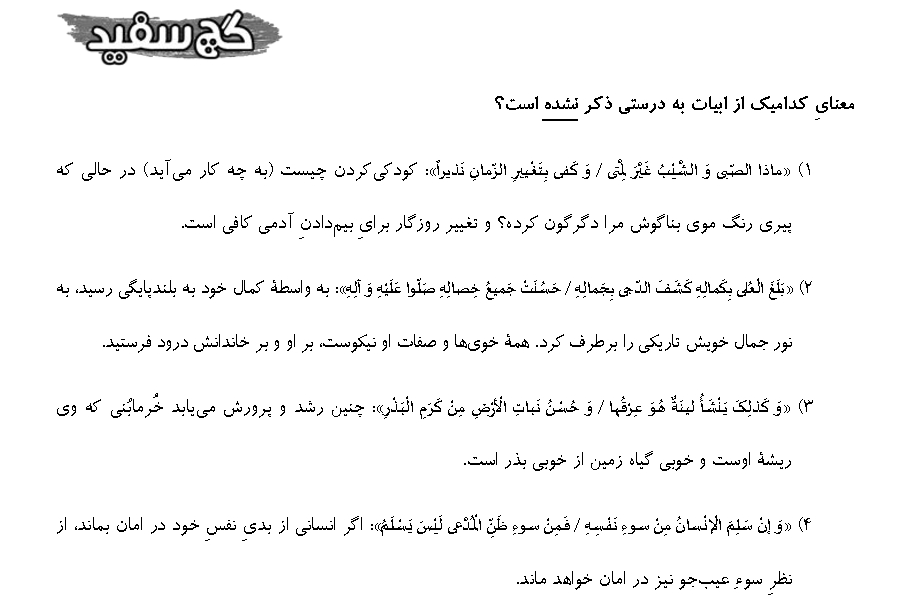 گچ سفید
معنایِ کدامیک از ابیات به درستی ذکر نشده است؟
۱) «ماذا الصّبی وَ الشَّیْبُ غَیَّرَ لِمَّتی / وَ کَفی بِتَغْییرِ الزّمانِ نَذیراً»: کودکی‌کردن چیست (به چه کار می‌آید) در حالی که
پیری رنگ موی بناگوش مرا دگرگون کرده؟ و تغییر روزگار برایِ بیم‌دادنِ آدمی کافی است.
۲) «بَلَغَ الْعُلی بِکَمالِهِ کَشَفَ الدّجی بِجَمالِهِ / حَسُنَتْ جَمیعُ خِصالِهِ صَلّوا عَلَیْهِ وَ آلِهِ»: به واسطهٔ کمال خود به بلندپایگی رسید، به
نور جمال خویش تاریکی را برطرف کرد. همهٔ خوی‌ها و صفات او نیکوست، بر او و بر خاندانش درود فرستید.
۳) «وَ کَذلِکَ یَنْشَأُ لینَةٌ هُوَ عِرْقُها / وَ حُسْنُ نَباتِ الْأرْضِ مِنْ کَرَمِ الْبَذْرِ»: چنین رشد و پرورش می‌یابد خُرمابُنی که وی
ریشهٔ اوست و خوبی گیاه زمین از خوبی بذر است.
۴) «وَ إنْ سَلِمَ الْإنْسانُ مِنْ سوءِ نَفْسِهِ / فَمِنْ سوءِ ظَنِّ الْمُدَّعی لَیْسَ یَسْلَمُ»: اگر انسانی از بدیِ نفسِ خود در امان بماند، از
نظرِ سوءِ عیب‌جو نیز در امان خواهد ماند.